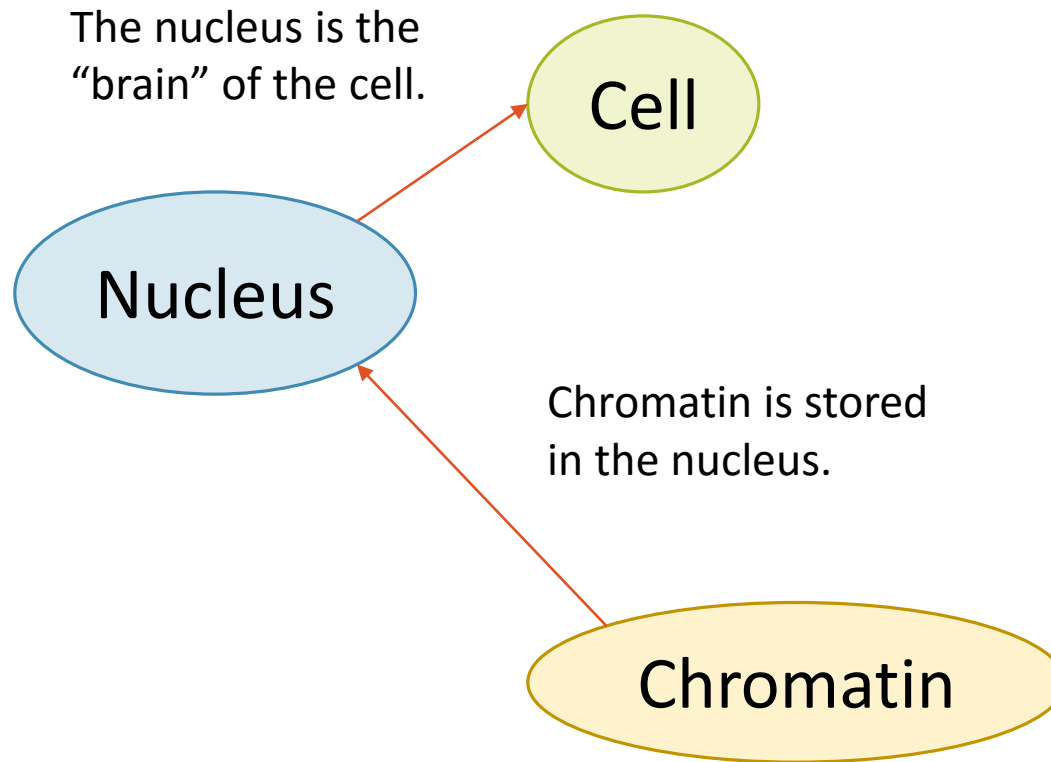 The nucleus is the
“brain” of the cell.
Cell
Nucleus
Chromatin is stored
in the nucleus.
Chromatin